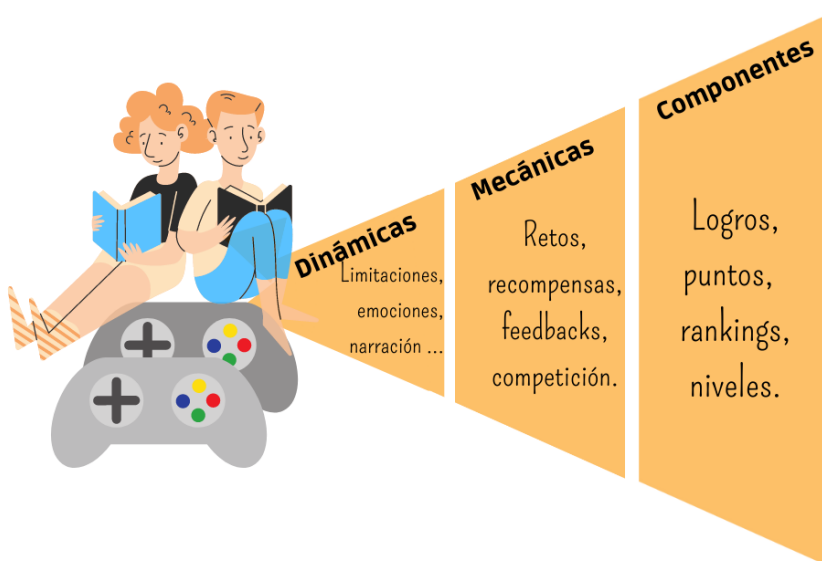 Dinámicas
Limitaciones,
emociones,
narración ...
Mecánicas
Retos,
recompensas,
feedbacks,
competición.
Componentes
Logros,
puntos,
rankings,
niveles.